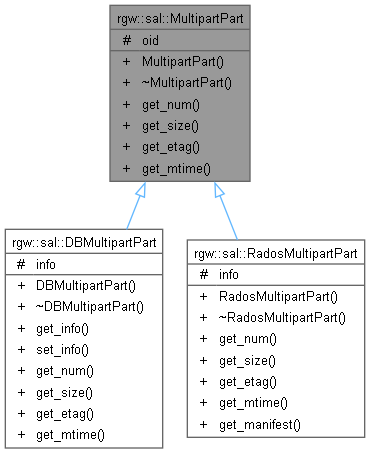 rgw::sal::MultipartPart
# oid
+ MultipartPart()
+ ~MultipartPart()
+ get_num()
+ get_size()
+ get_etag()
+ get_mtime()
rgw::sal::DBMultipartPart
# info
+ DBMultipartPart()
+ ~DBMultipartPart()
+ get_info()
+ set_info()
+ get_num()
+ get_size()
+ get_etag()
+ get_mtime()
rgw::sal::RadosMultipartPart
# info
+ RadosMultipartPart()
+ ~RadosMultipartPart()
+ get_num()
+ get_size()
+ get_etag()
+ get_mtime()
+ get_manifest()